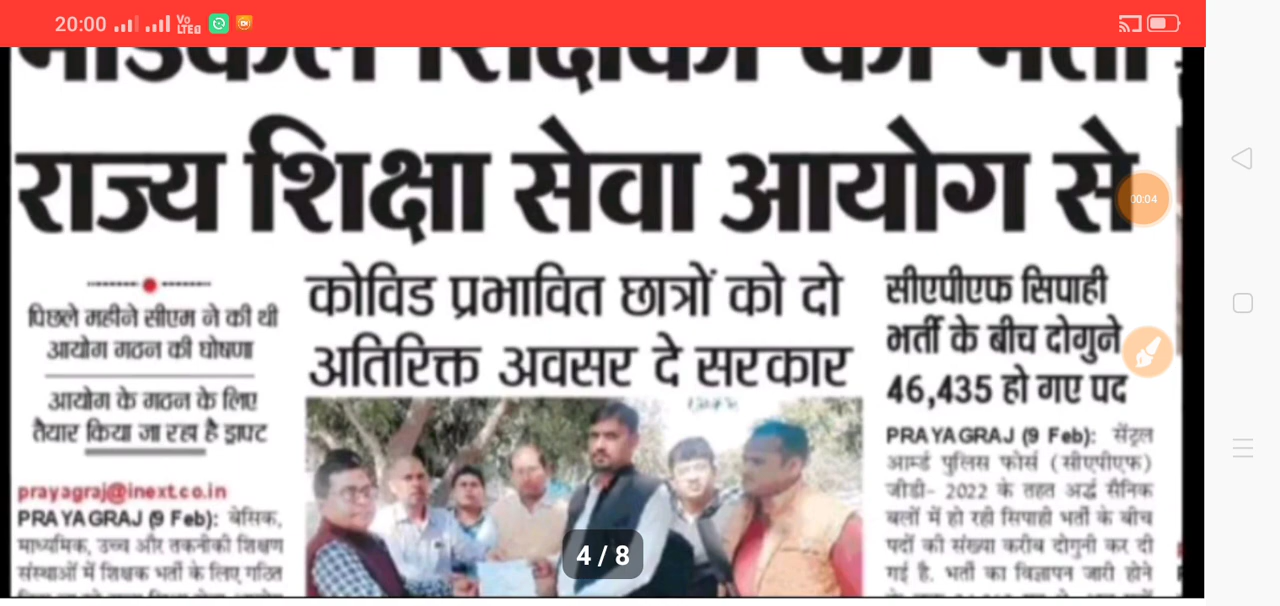 20:00 Vo LTE
राज्य शिक्षा सेवा आयोग से
00:04
पिछले महीने सीएम ने की थी
आयोग गठन की घोषणा
आयोग के गठन के लिए
तैयार किया जा रहा है ड्राफ्ट
prayagraj@inext.co.in
PRAYAGRAJ (9 Feb): बेसिक,
माध्यमिक, उच्च और तकनीकी शिक्षण
संस्थाओं में शिक्षक भर्ती के लिए गठित
कोविड प्रभावित छात्रों को दो
अतिरिक्त अवसर दे सरकार
4 / 8
सीएपीएफ सिपाही
भर्ती के बीच दोगुने
46,435 हो गए पद
PRAYAGRAJ (9 Feb): सेंट्रल
आर्म्ड पुलिस फोर्स (सीएपीएफ)
जीडी- 2022 के तहत अर्द्ध सैनिक
बलों में हो रही सिपाही भर्ती के बीच
पदों की संख्या करीब दोगुनी कर दी
गई है. भर्ती का विज्ञापन जारी होने